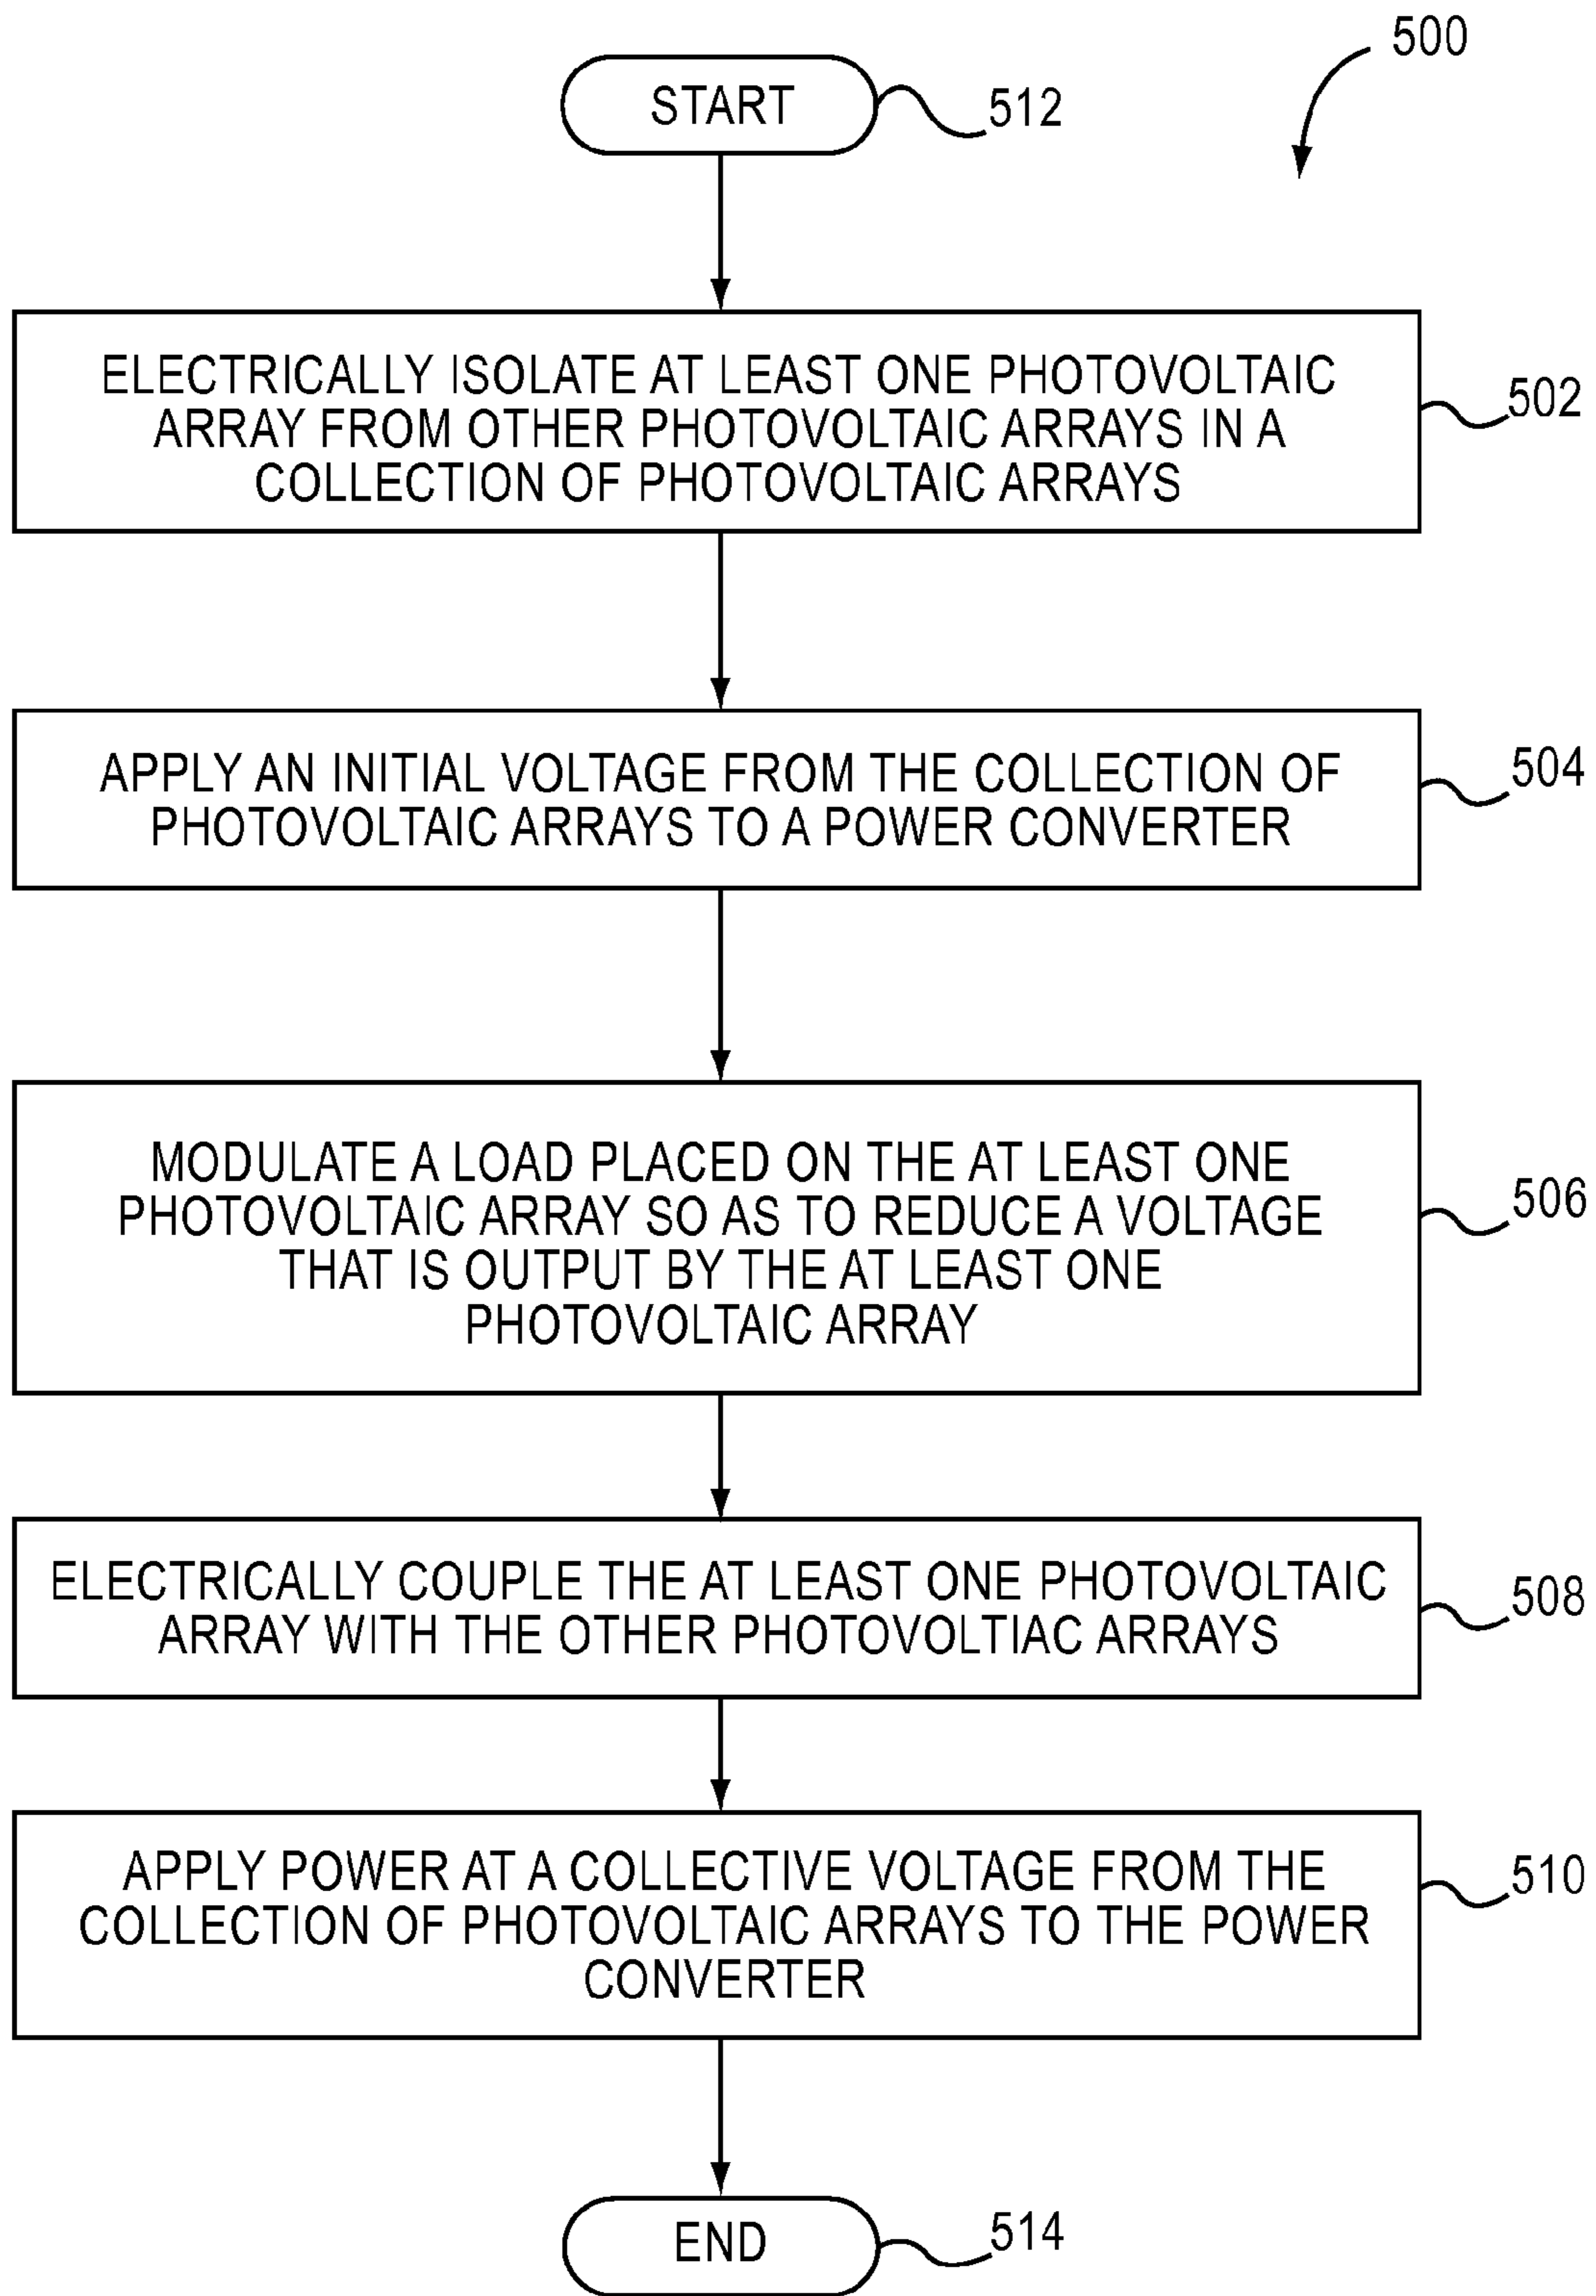 500
START
512
ELECTRICALLY ISOLATE AT LEAST ONE PHOTOVOLTAIC
ARRAY FROM OTHER PHOTOVOLTAIC ARRAYS IN A
COLLECTION OF PHOTOVOLTAIC ARRAYS
502
APPLY AN INITIAL VOLTAGE FROM THE COLLECTION OF
PHOTOVOLTAIC ARRAYS TO A POWER CONVERTER
504
MODULATE A LOAD PLACED ON THE AT LEAST ONE
PHOTOVOLTAIC ARRAY SO AS TO REDUCE A VOLTAGE
THAT IS OUTPUT BY THE AT LEAST ONE
PHOTOVOLTAIC ARRAY
506
ELECTRICALLY COUPLE THE AT LEAST ONE PHOTOVOLTAIC
ARRAY WITH THE OTHER PHOTOVOLTIAC ARRAYS
508
APPLY POWER AT A COLLECTIVE VOLTAGE FROM THE
COLLECTION OF PHOTOVOLTAIC ARRAYS TO THE POWER
CONVERTER
510
END
514